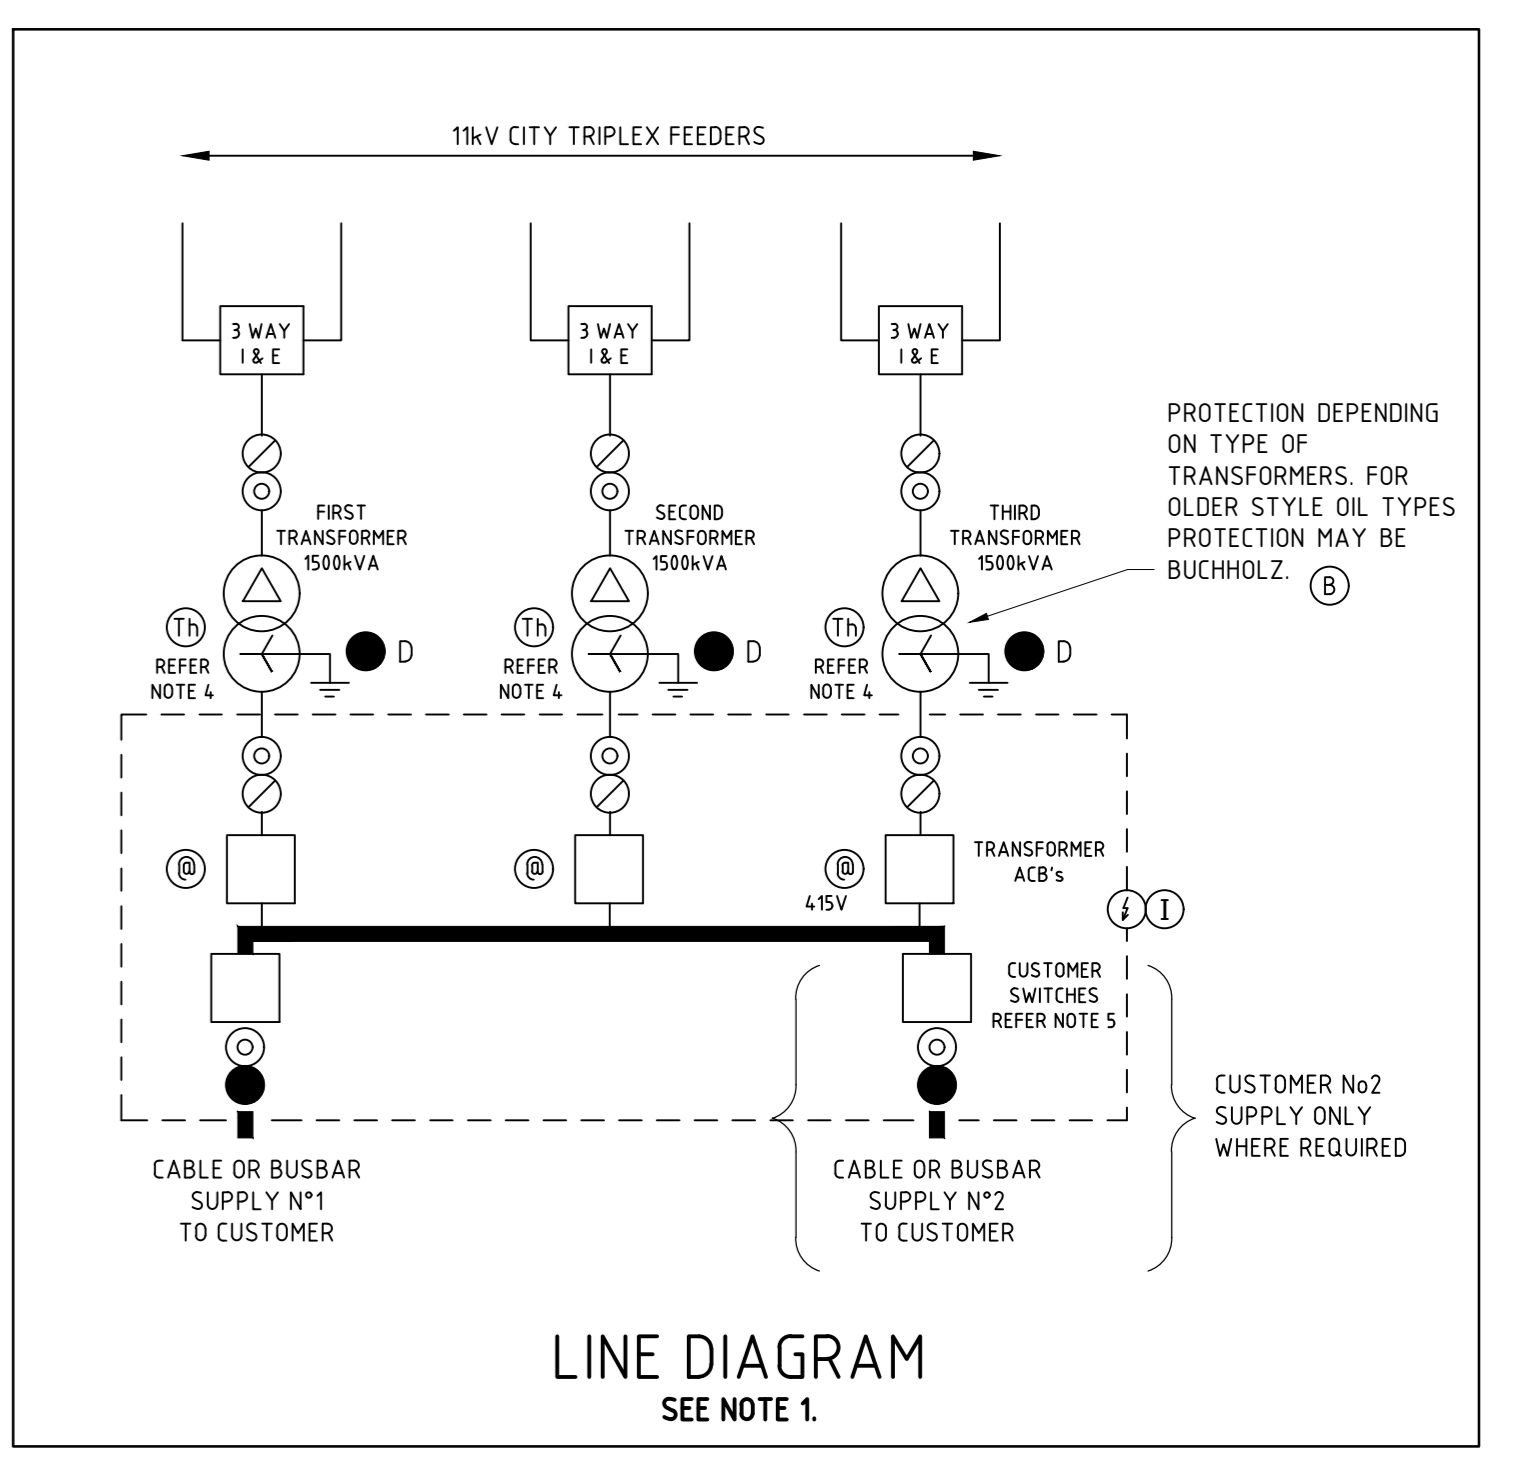 11kV CITY TRIPLEX FEEDERS
3 WAY
I & E
3 WAY
I & E
3 WAY
I & E
PROTECTION DEPENDING
ON TYPE OF
TRANSFORMERS. FOR
OLDER STYLE OIL TYPES
PROTECTION MAY BE
BUCHHOLZ.
B
FIRST
TRANSFORMER
1500kVA
SECOND
TRANSFORMER
1500kVA
THIRD
TRANSFORMER
1500kVA
Th
REFER
NOTE 4
D
Th
REFER
NOTE 4
D
Th
REFER
NOTE 4
D
@
@
@
415V
TRANSFORMER
ACB's
I
CUSTOMER
SWITCHES
REFER NOTE 5
CUSTOMER No2
SUPPLY ONLY
WHERE REQUIRED
CABLE OR BUSBAR
SUPPLY N°1
TO CUSTOMER
CABLE OR BUSBAR
SUPPLY N°2
TO CUSTOMER
LINE DIAGRAM
SEE NOTE 1.